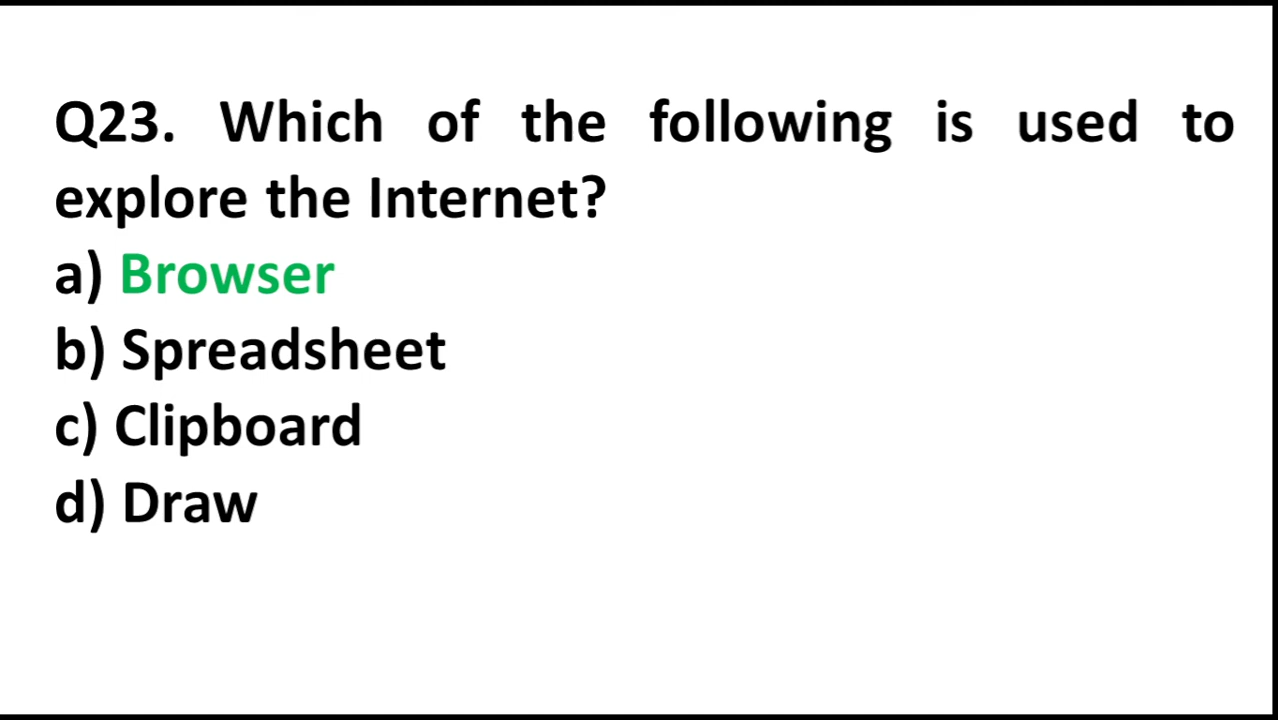 Q23. Which of the following is used to
explore the Internet?
a) Browser
b) Spreadsheet
c) Clipboard
d) Draw